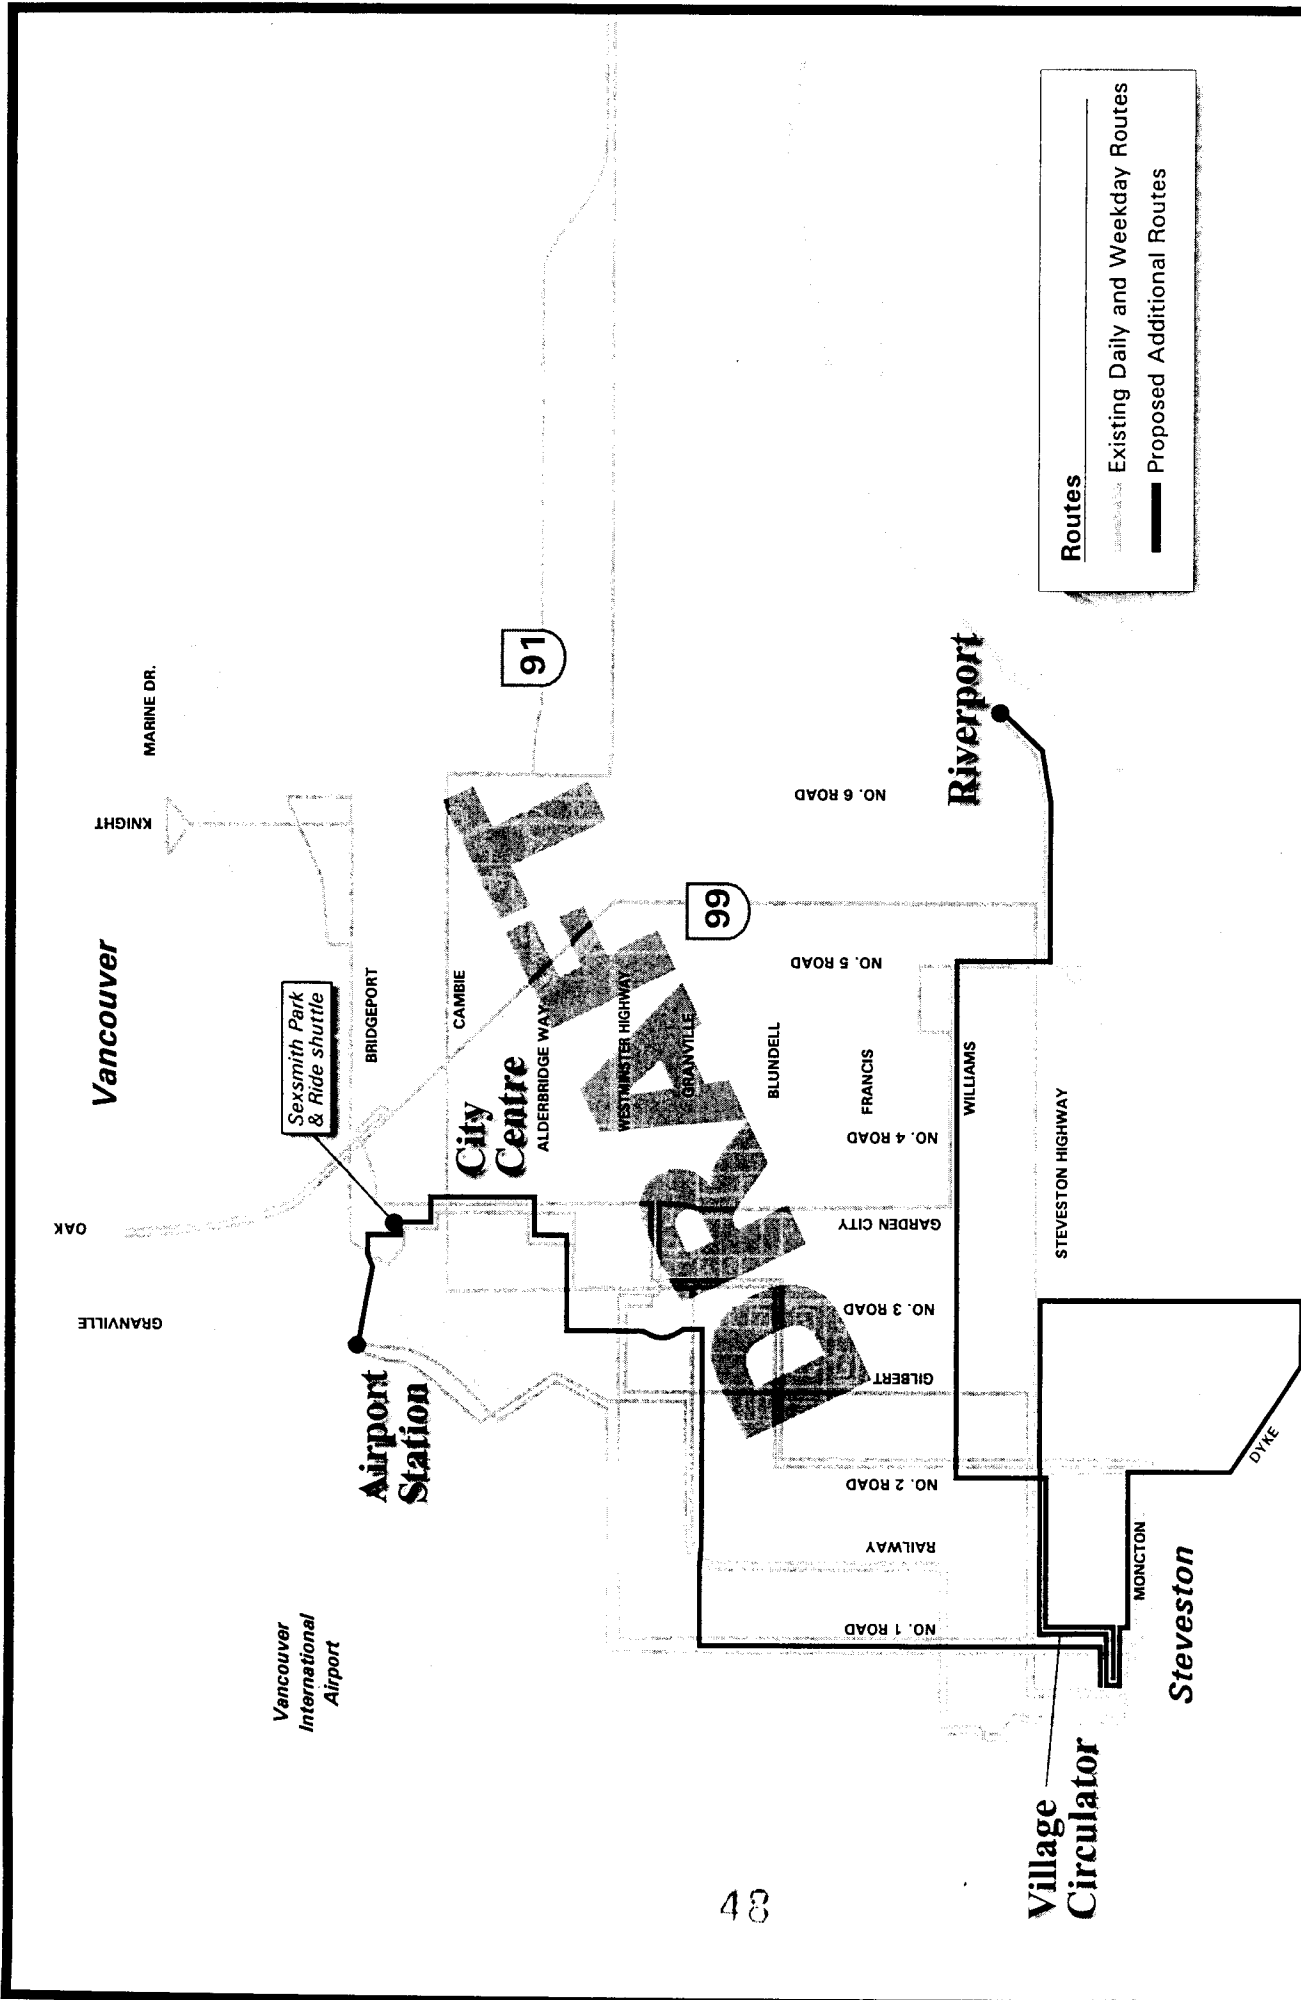 Vancouver
MARINE DR.
KNIGHT
OAK
GRANVILLE
Sexsmith Park
& Ride shuttle
BRIDGEPORT
CAMBIE
91
Airport
Station
City
Centre
ALDERBRIDGE WAY
WESTMINSTER HIGHWAY
GRANVILLE
99
Vancouver
International
Airport
DRAFT
BLUNDELL
FRANCIS
NO. 1 ROAD
RAILWAY
NO. 2 ROAD
GILBERT
NO. 3 ROAD
GARDEN CITY
NO. 4 ROAD
NO. 5 ROAD
NO. 6 ROAD
WILLIAMS
Riverport
STEVESTON HIGHWAY
Village
Circulator
MONCTON
DYKE
Steveston
Routes
Existing Daily and Weekday Routes
Proposed Additional Routes
48